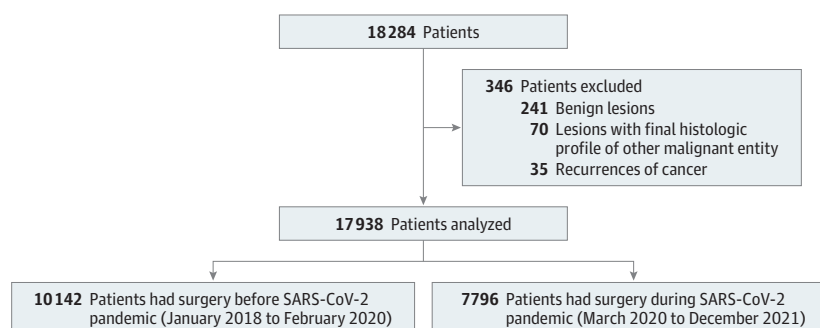 18284 Patients
346 Patients excluded
241 Benign lesions
70 Lesions with final histologic
profile of other malignant entity
35 Recurrences of cancer
17938 Patients analyzed
10142 Patients had surgery before SARS-CoV-2
pandemic (January 2018 to February 2020)
7796 Patients had surgery during SARS-CoV-2
pandemic (March 2020 to December 2021)